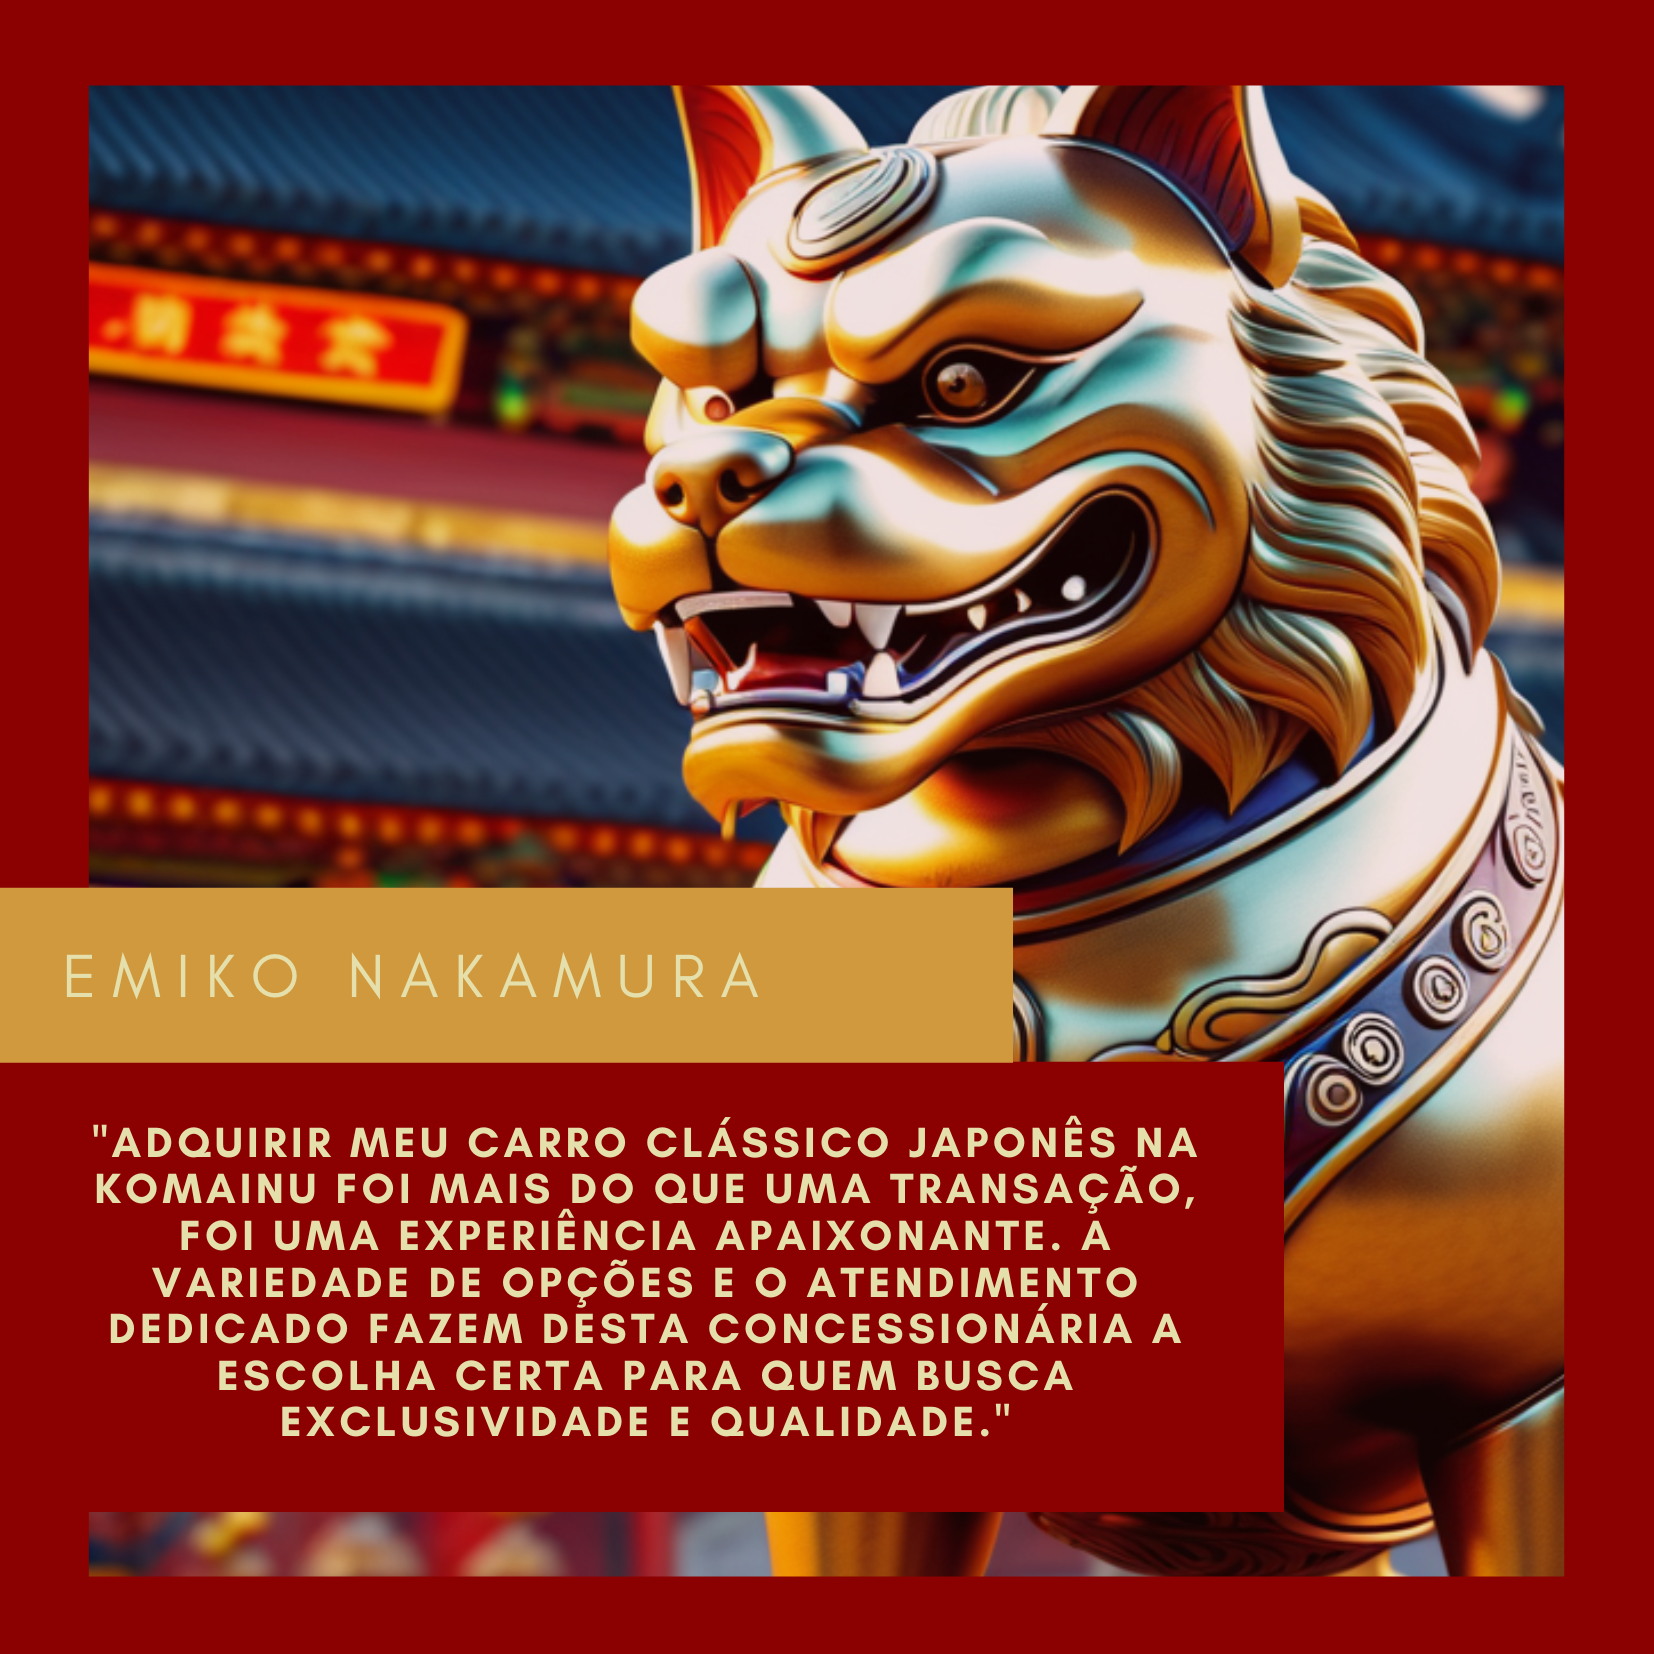 EMIKO NAKAMURA
"ADQUIRIR MEU CARRO CLÁSSICO JAPONÊS NA
KOMAINU FOI MAIS DO QUE UMA TRANSAÇÃO,
FOI UMA EXPERIÊNCIA APAIXONANTE. A
VARIEDADE DE OPÇÕES E O ATENDIMENTO
DEDICADO FAZEM DESTA CONCESSIONÁRIA A
ESCOLHA CERTA PARA QUEM BUSCA
EXCLUSIVIDADE E QUALIDADE."